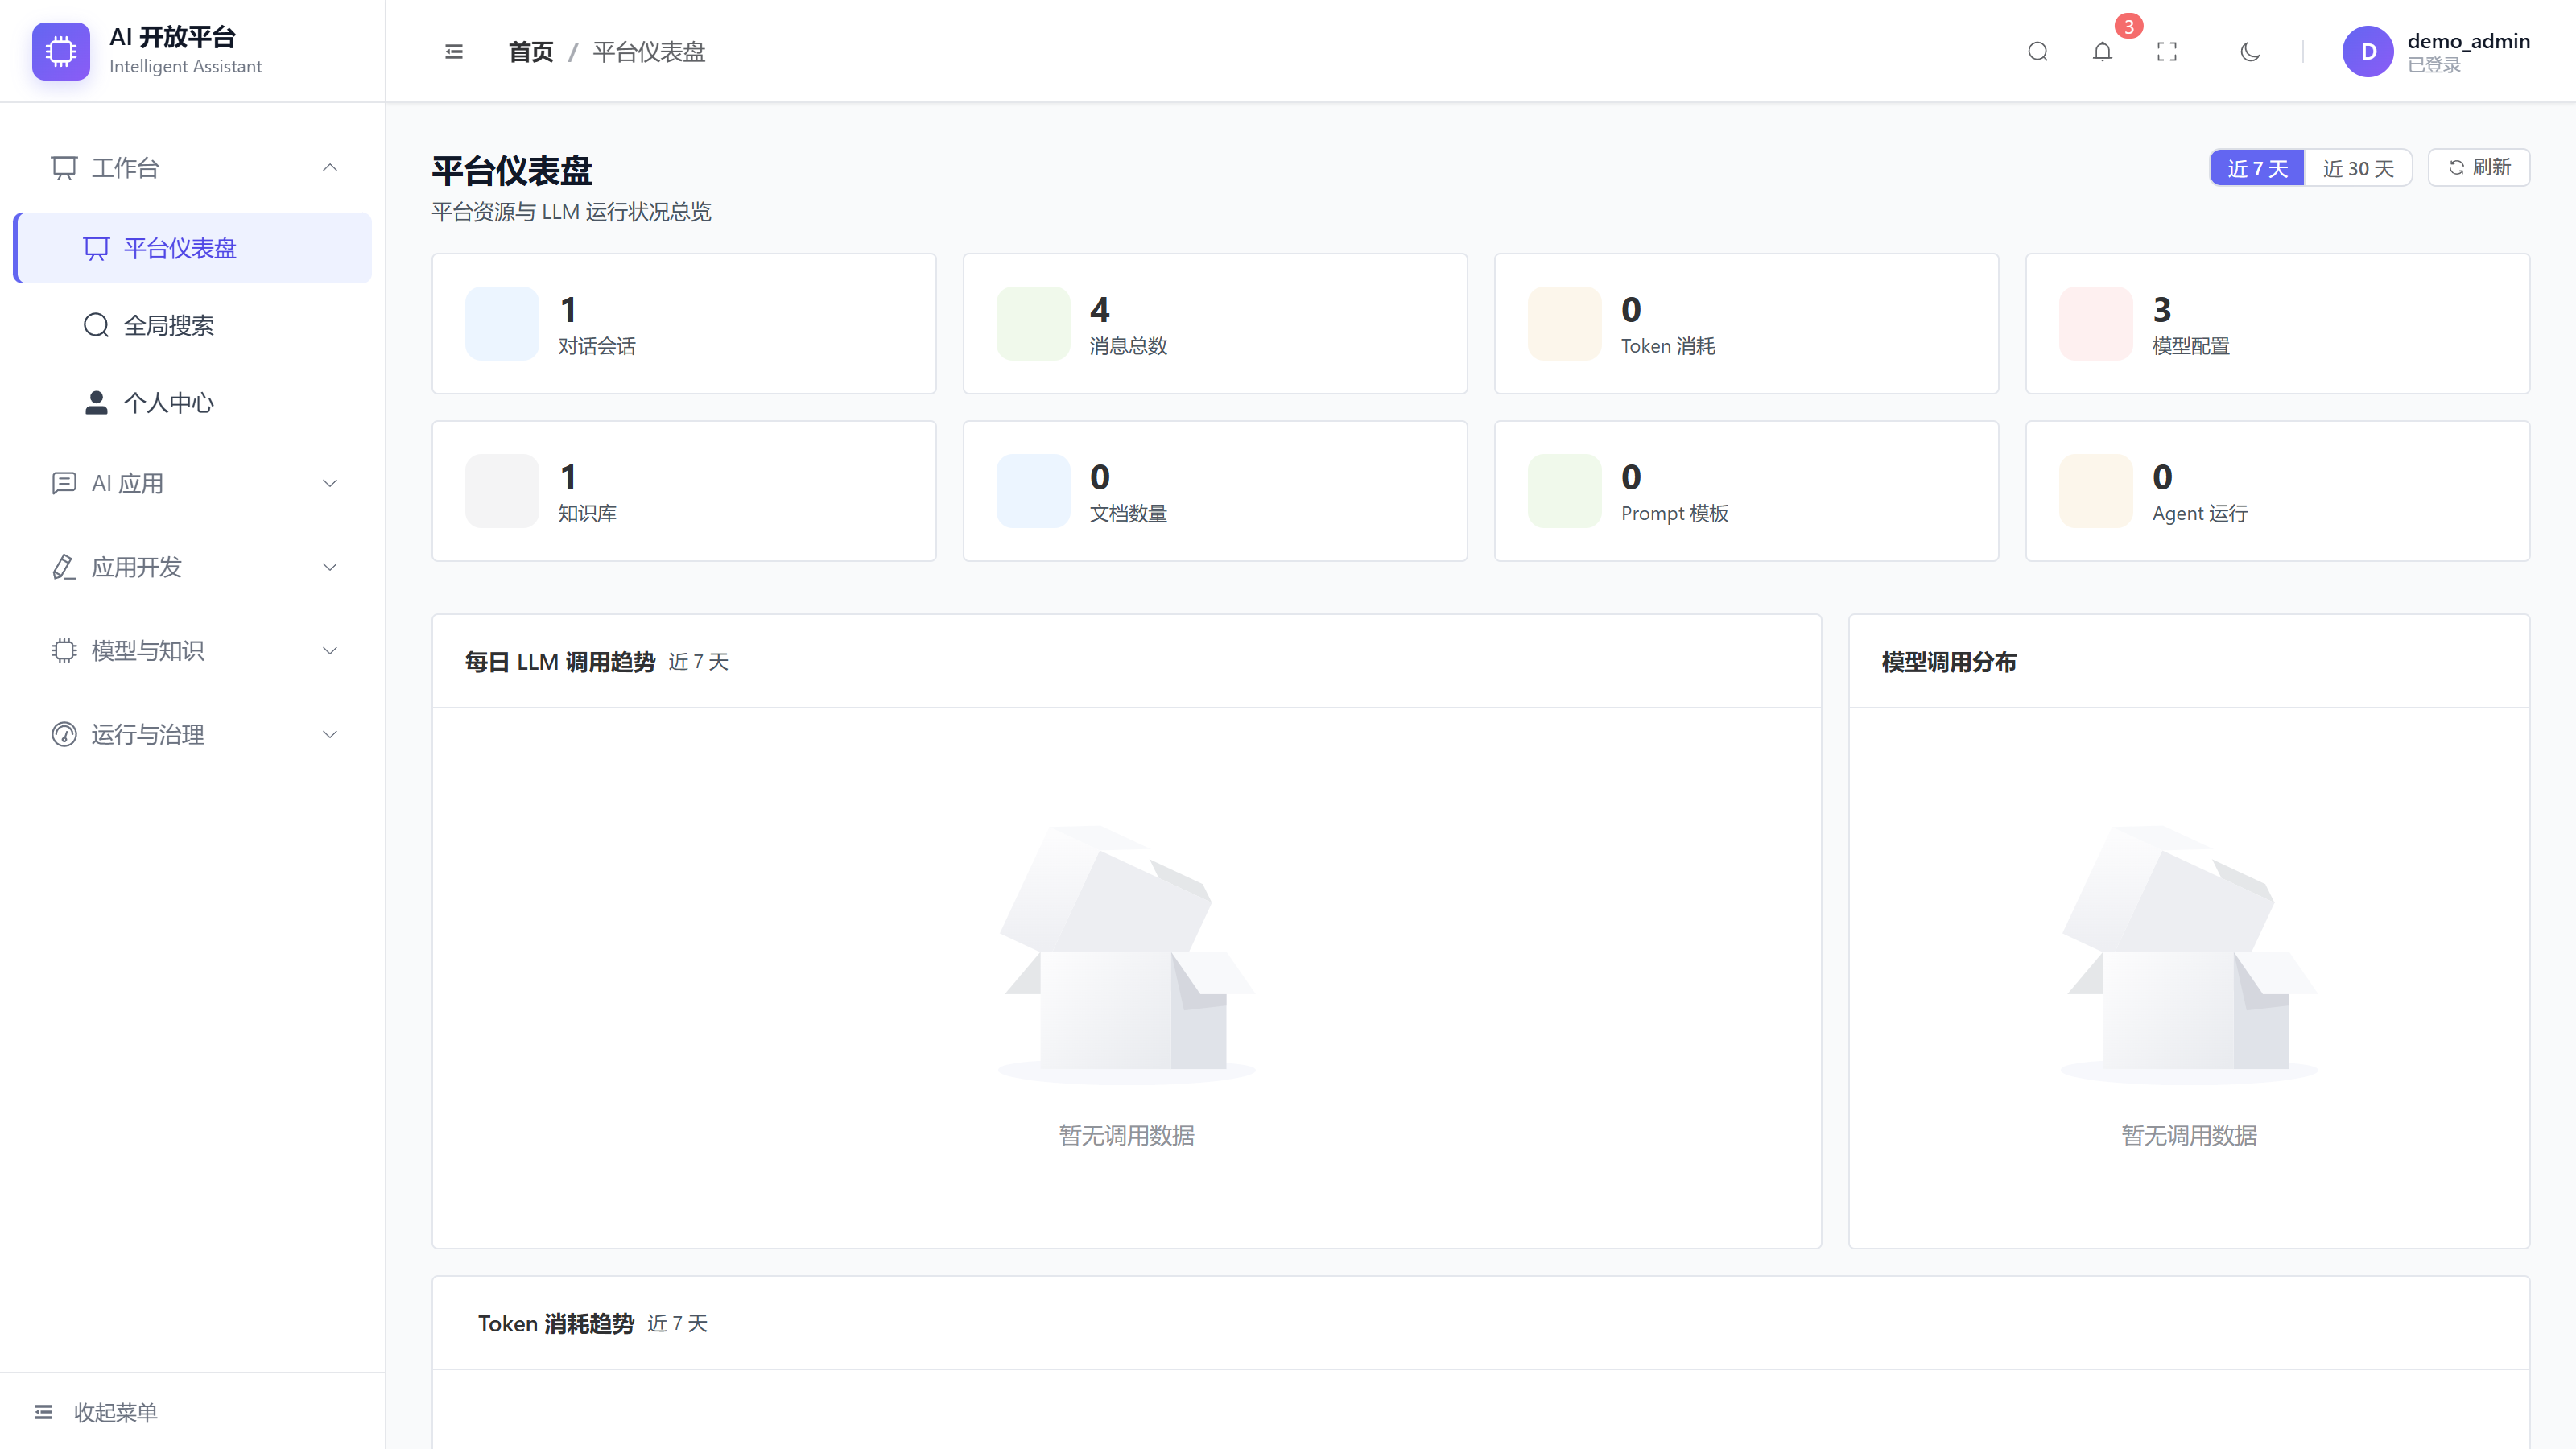 AI 开放平台
Intelligent Assistant
首页 / 平台仪表盘
3
D
demo_admin
已登录
工作台
平台仪表盘
全局搜索
个人中心
AI 应用
应用开发
模型与知识
运行与治理
收起菜单
平台仪表盘
平台资源与 LLM 运行状况总览
近 7 天
近 30 天
刷新
1
对话会话
4
消息总数
0
Token 消耗
3
模型配置
1
知识库
0
文档数量
0
Prompt 模板
0
Agent 运行
每日 LLM 调用趋势 近 7 天
暂无调用数据
模型调用分布
暂无调用数据
Token 消耗趋势 近 7 天